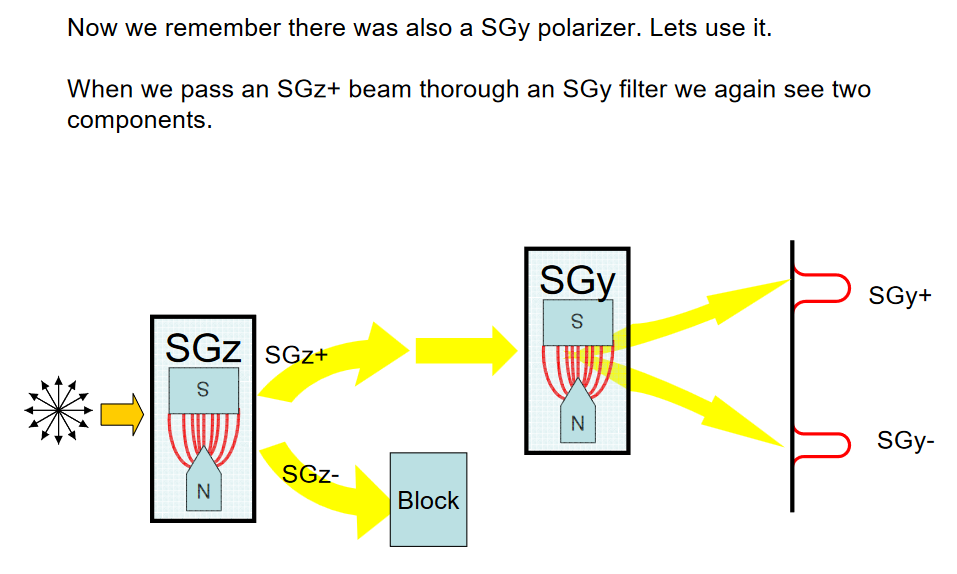 Now we remember there was also a SGy polarizer. Lets use it.
When we pass an SGz+ beam thorough an SGy filter we again see two
components.
SGy
S
N
SGy+
SGy-
SGz
S
N
SGz+
SGz-
Block